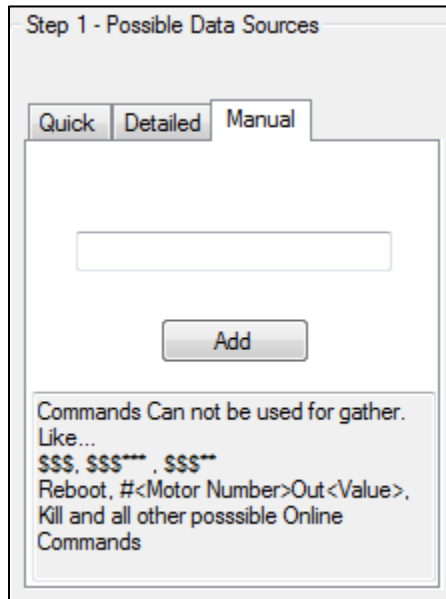 Step 1 - Possible Data Sources
Quick Detailed Manual
Add
Commands Can not be used for gather.
Like...
$$$, $$$*** , $$$**
Reboot, #<Motor Number>Out<Value>,
Kill and all other posssible Online
Commands